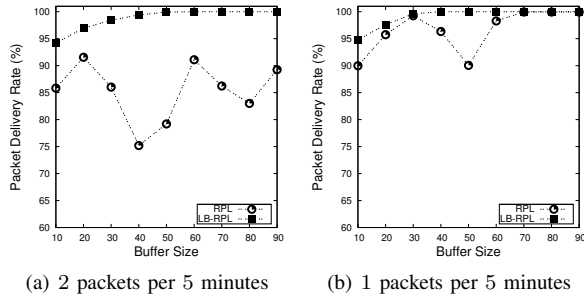 Packet Delivery Rate (%)
100
95
90
85
80
75
70
65
60
10 20 30 40 50 60 70 80 90
Buffer Size
RPL
LB-RPL
(a) 2 packets per 5 minutes
Packet Delivery Rate (%)
100
95
90
85
80
75
70
65
60
10 20 30 40 50 60 70 80 90
Buffer Size
RPL
LB-RPL
(b) 1 packets per 5 minutes